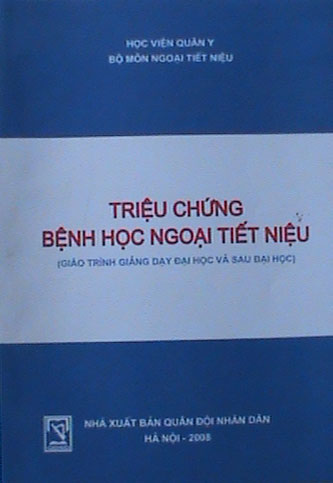 HỌC VIỆN QUÂN Y
BỘ MÔN NGOẠI TIẾT NIỆU
TRIỆU CHỨNG
BỆNH HỌC NGOẠI TIẾT NIỆU
(GIÁO TRÌNH GIẢNG DẠY ĐẠI HỌC VÀ SAU ĐẠI HỌC)
NHÀ XUẤT BẢN QUÂN ĐỘI NHÂN DÂN
HÀ NỘI - 2008